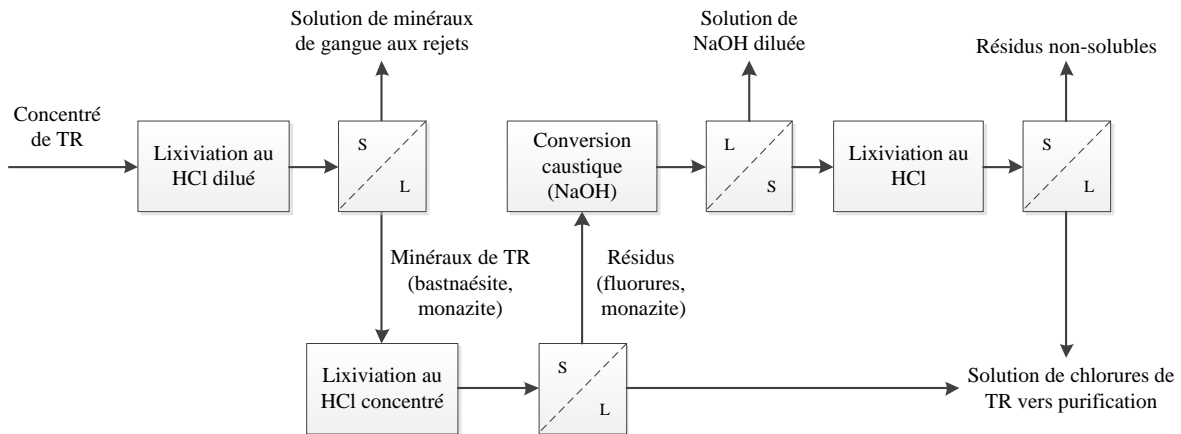 Solution de minéraux
de gangue aux rejets
Solution de
NaOH diluée
Résidus non-solubles
Concentré
de TR
Lixiviation au
HCl dilué
S
L
Conversion
caustique
(NaOH)
L
S
Lixiviation au
HCl
S
L
Minéraux de TR
(bastnaésite,
monazite)
Résidus
(fluorures,
monazite)
Lixiviation au
HCl concentré
S
L
Solution de chlorures de
TR vers purification